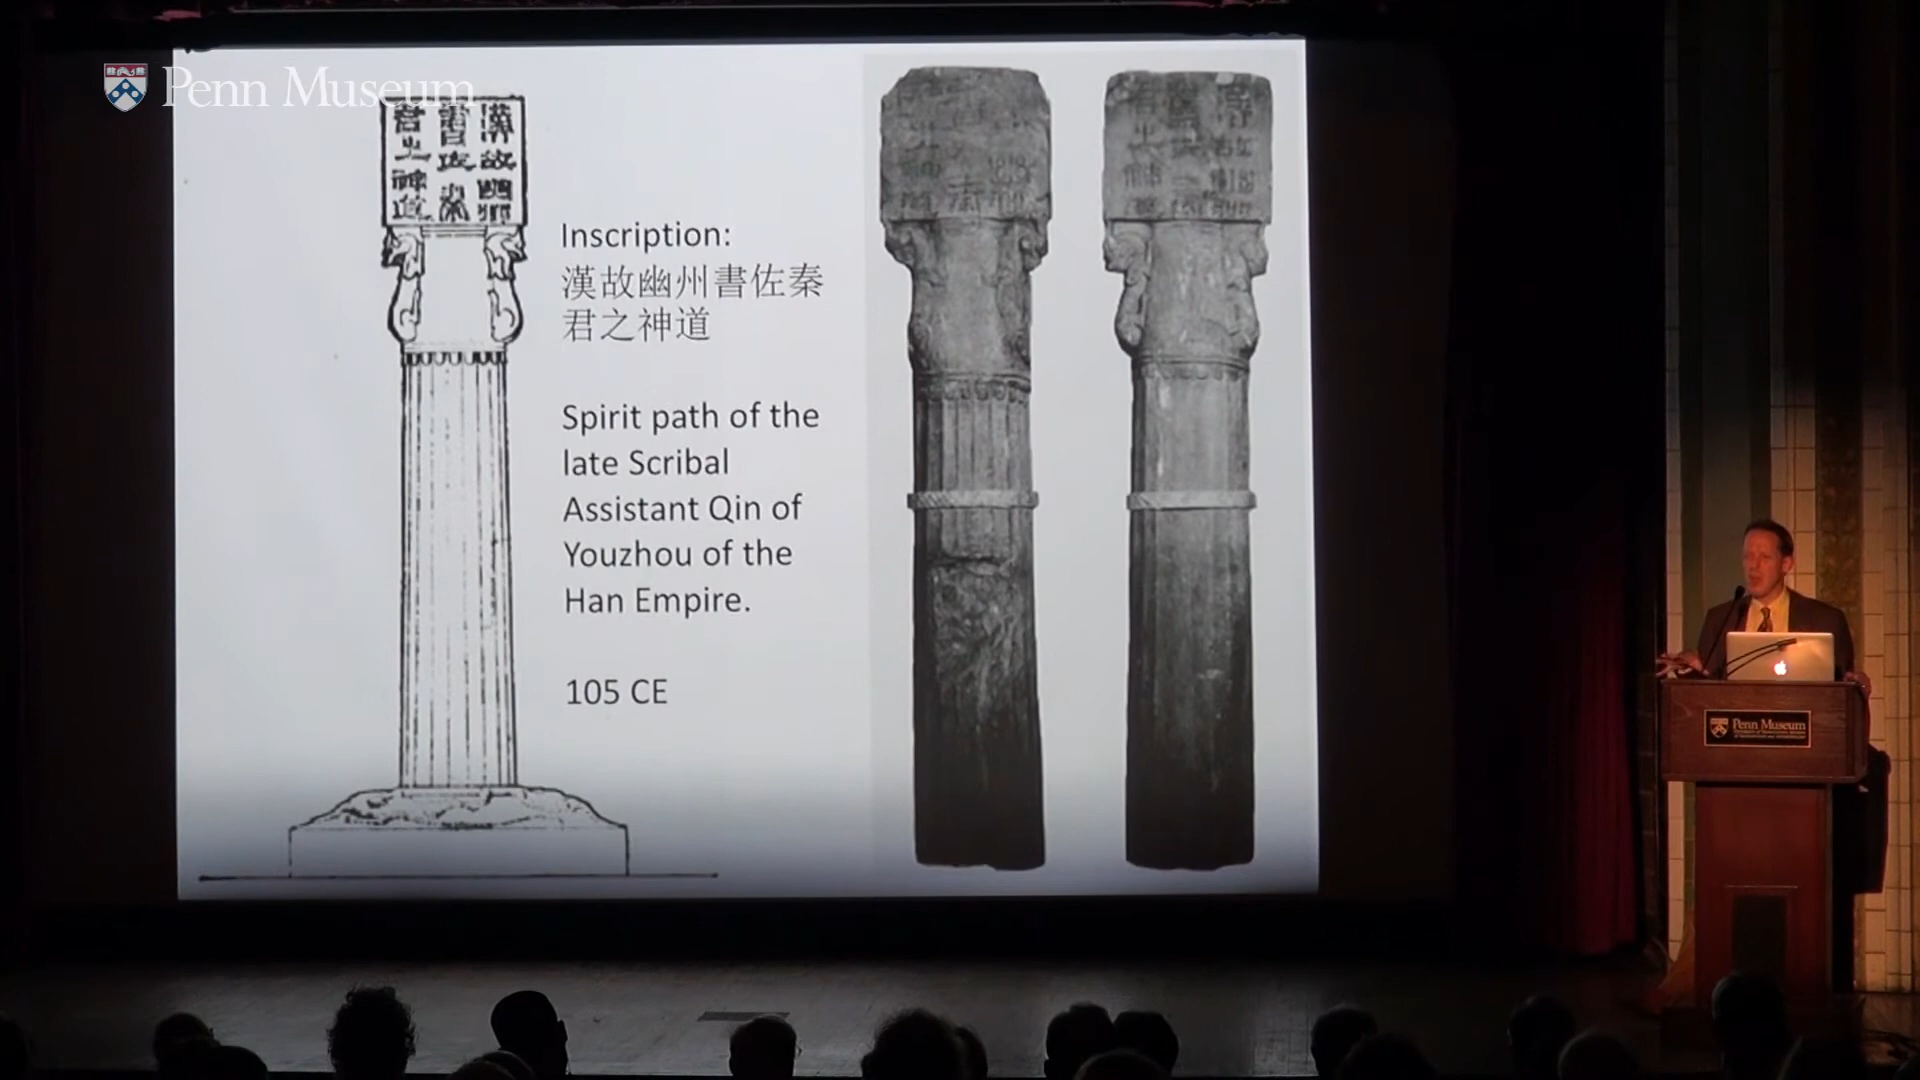 Penn Museum
漢故幽州
書佐秦
君之神道
Inscription:
漢故幽州書佐秦
君之神道
Spirit path of the
late Scribal
Assistant Qin of
Youzhou of the
Han Empire.
105 CE
Penn Museum